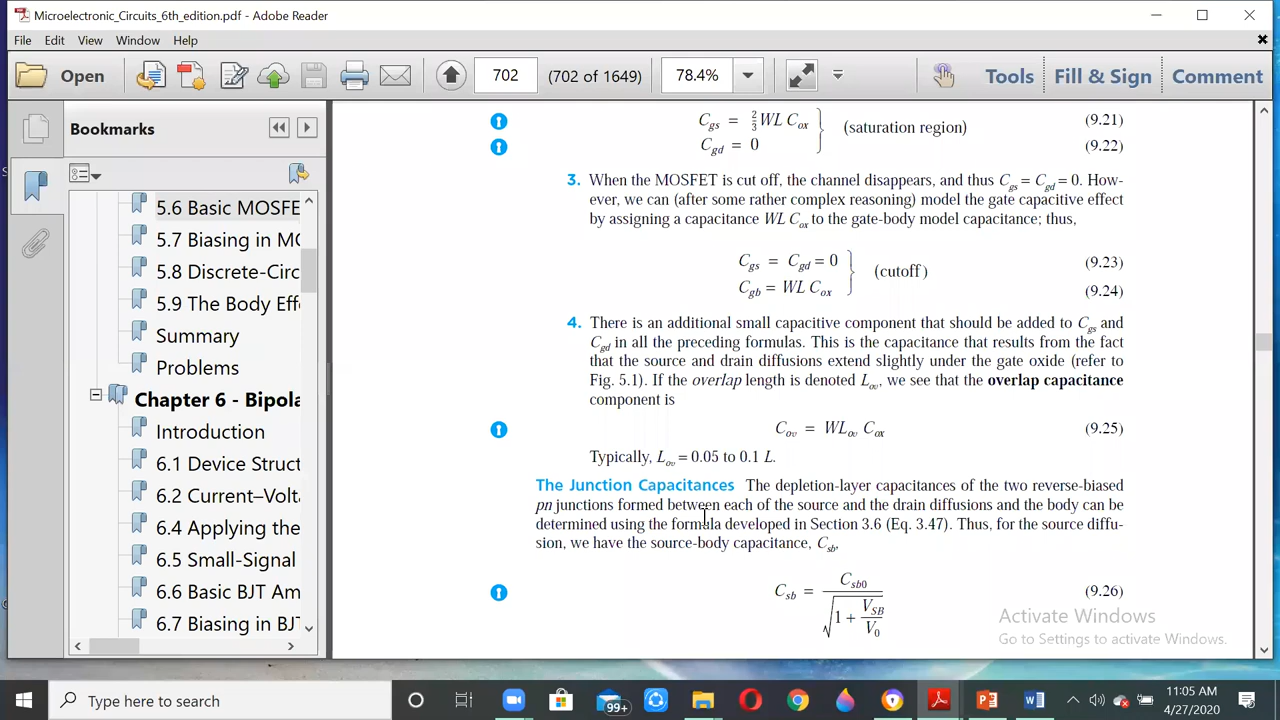 Microelectronic_Circuits_6th_edition.pdf - Adobe Reader
File Edit View Window Help
Open 702 (702 of 1649) 78.4% Tools Fill & Sign Comment
Bookmarks
5.6 Basic MOSFE
5.7 Biasing in MO
5.8 Discrete-Circ
5.9 The Body Effe
Summary
Problems
Chapter 6 - Bipola
Introduction
6.1 Device Struct
6.2 Current–Volta
6.4 Applying the
6.5 Small-Signal
6.6 Basic BJT Am
6.7 Biasing in BJ
C_gs = 2/3 WL C_ox
C_gd = 0
(saturation region)
(9.21)
(9.22)
3. When the MOSFET is cut off, the channel disappears, and thus C_gs = C_gd = 0. How-
ever, we can (after some rather complex reasoning) model the gate capacitive effect
by assigning a capacitance WL C_ox to the gate-body model capacitance; thus,
C_gs = C_gd = 0
C_gb = WL C_ox
(cutoff)
(9.23)
(9.24)
4. There is an additional small capacitive component that should be added to C_gs and
C_gd in all the preceding formulas. This is the capacitance that results from the fact
that the source and drain diffusions extend slightly under the gate oxide (refer to
Fig. 5.1). If the overlap length is denoted L_ov, we see that the overlap capacitance
component is
C_ov = WL_ov C_ox (9.25)
Typically, L_ov = 0.05 to 0.1 L.
The Junction Capacitances The depletion-layer capacitances of the two reverse-biased
pn junctions formed between each of the source and the drain diffusions and the body can be
determined using the formula developed in Section 3.6 (Eq. 3.47). Thus, for the source diffu-
sion, we have the source-body capacitance, C_sb,
C_sb = C_sb0 / √(1 + V_SB / V_0) (9.26)
Activate Windows
Go to Settings to activate Windows.
Type here to search
99+
11:05 AM
4/27/2020